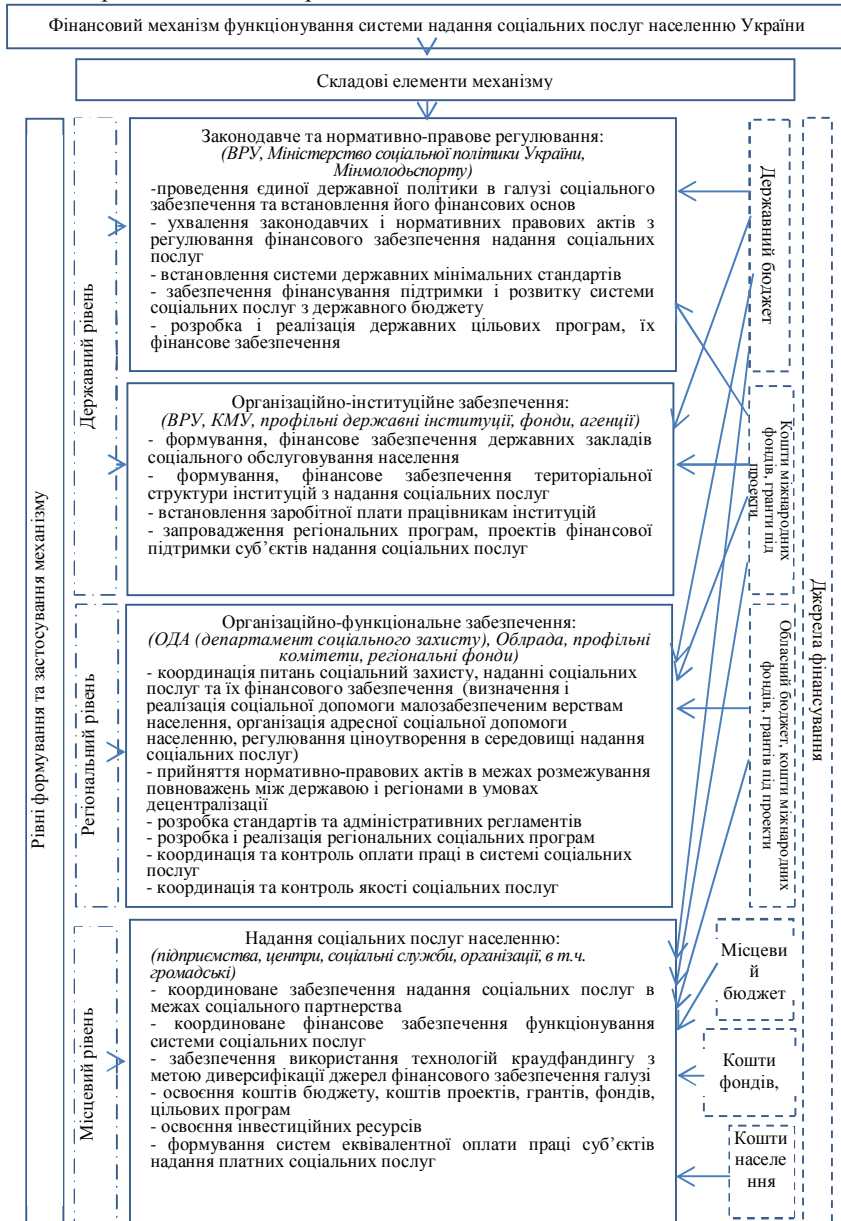 Фінансовий механізм функціонування системи надання соціальних послуг населенню України
Складові елементи механізму
Рівні формування та застосування механізму
Державний рівень
Законодавче та нормативно-правове регулювання:
(ВРУ, Міністерство соціальної політики України,
Мінмолодьспорту)
-проведення єдиної державної політики в галузі соціального
забезпечення та встановлення його фінансових основ
- ухвалення законодавчих і нормативних правових актів з
регулювання фінансового забезпечення надання соціальних
послуг
- встановлення системи державних мінімальних стандартів
- забезпечення фінансування підтримки і розвитку системи
соціальних послуг з державного бюджету
- розробка і реалізація державних цільових програм, їх
фінансове забезпечення
Організаційно-інституційне забезпечення:
(ВРУ, КМУ, профільні державні інституції, фонди, агенції)
- формування, фінансове забезпечення державних закладів
соціального обслуговування населення
- формування, фінансове забезпечення територіальної
структури інституцій з надання соціальних послуг
- встановлення заробітної плати працівникам інституцій
- запровадження регіональних програм, проектів фінансової
підтримки суб’єктів надання соціальних послуг
Регіональний рівень
Організаційно-функціональне забезпечення:
(ОДА (департамент соціального захисту), Облрада, профільні
комітети, регіональні фонди)
- координація питань соціальний захисту, наданні соціальних
послуг та їх фінансового забезпечення (визначення і
реалізація соціальної допомоги малозабезпеченим верствам
населення, організація адресної соціальної допомоги
населенню, регулювання ціноутворення в середовищі надання
соціальних послуг)
- прийняття нормативно-правових актів в межах розмежування
повноважень між державою і регіонами в умовах
децентралізації
- розробка стандартів та адміністративних регламентів
- розробка і реалізація регіональних соціальних програм
- координація та контроль оплати праці в системі соціальних
послуг
- координація та контроль якості соціальних послуг
Місцевий рівень
Надання соціальних послуг населенню:
(підприємства, центри, соціальні служби, організації, в т.ч.
громадські)
- координоване забезпечення надання соціальних послуг в
межах соціального партнерства
- координоване фінансове забезпечення функціонування
системи соціальних послуг
- забезпечення використання технологій краудфандингу з
метою диверсифікації джерел фінансового забезпечення галузі
- освоєння коштів бюджету, коштів проектів, грантів, фондів,
цільових програм
- освоєння інвестиційних ресурсів
- формування систем еквівалентної оплати праці суб’єктів
надання платних соціальних послуг
Державний бюджет
Кошти міжнародних
фондів, гранти під
проекти
Обласний бюджет, кошти міжнародних
фондів, грантів під проекти
Місцеви
й
бюджет
Кошти
фондів,
Кошти
населе
ння
Джерела фінансування